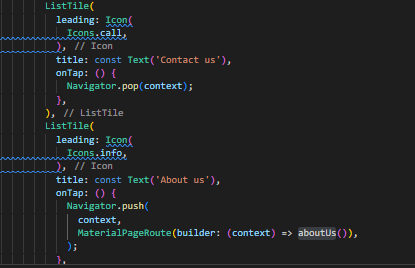 ListTile(
leading: Icon(
Icons.call,
), // Icon
title: const Text('Contact us'),
onTap: () {
Navigator.pop(context);
},
), // ListTile
ListTile(
leading: Icon(
Icons.info,
), // Icon
title: const Text('About us'),
onTap: () {
Navigator.push(
context,
MaterialPageRoute(builder: (context) => aboutUs()),
);
},